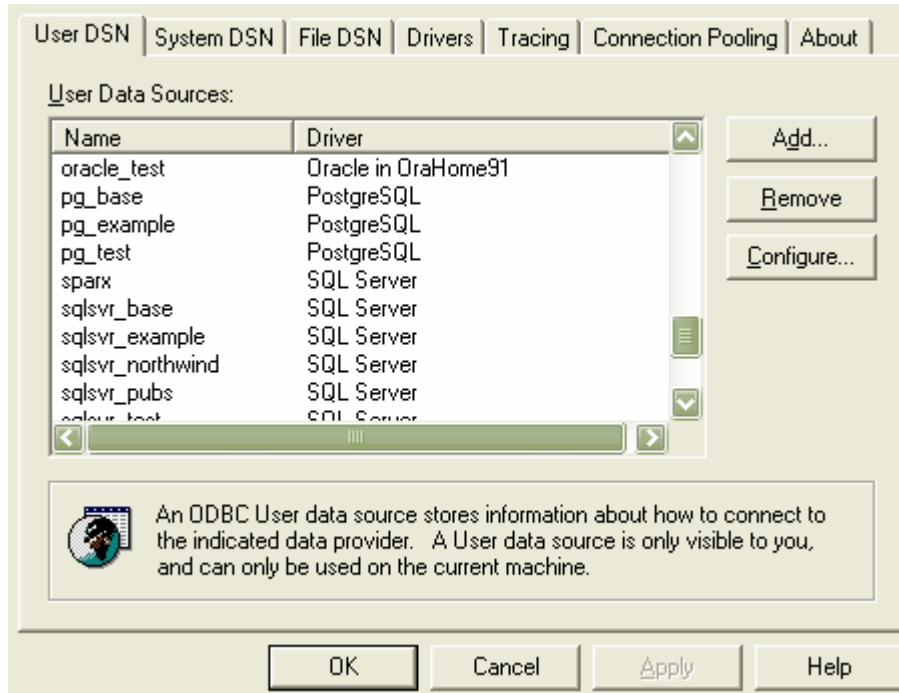 User DSN System DSN File DSN Drivers Tracing Connection Pooling About
User Data Sources:
Name Driver
oracle_test Oracle in OraHome91
pg_base PostgreSQL
pg_example PostgreSQL
pg_test PostgreSQL
sparx SQL Server
sqlsvr_base SQL Server
sqlsvr_example SQL Server
sqlsvr_northwind SQL Server
sqlsvr_pubs SQL Server
sqlsvr_test SQL Server
Add...
Remove
Configure...
An ODBC User data source stores information about how to connect to
the indicated data provider. A User data source is only visible to you,
and can only be used on the current machine.
OK Cancel Apply Help